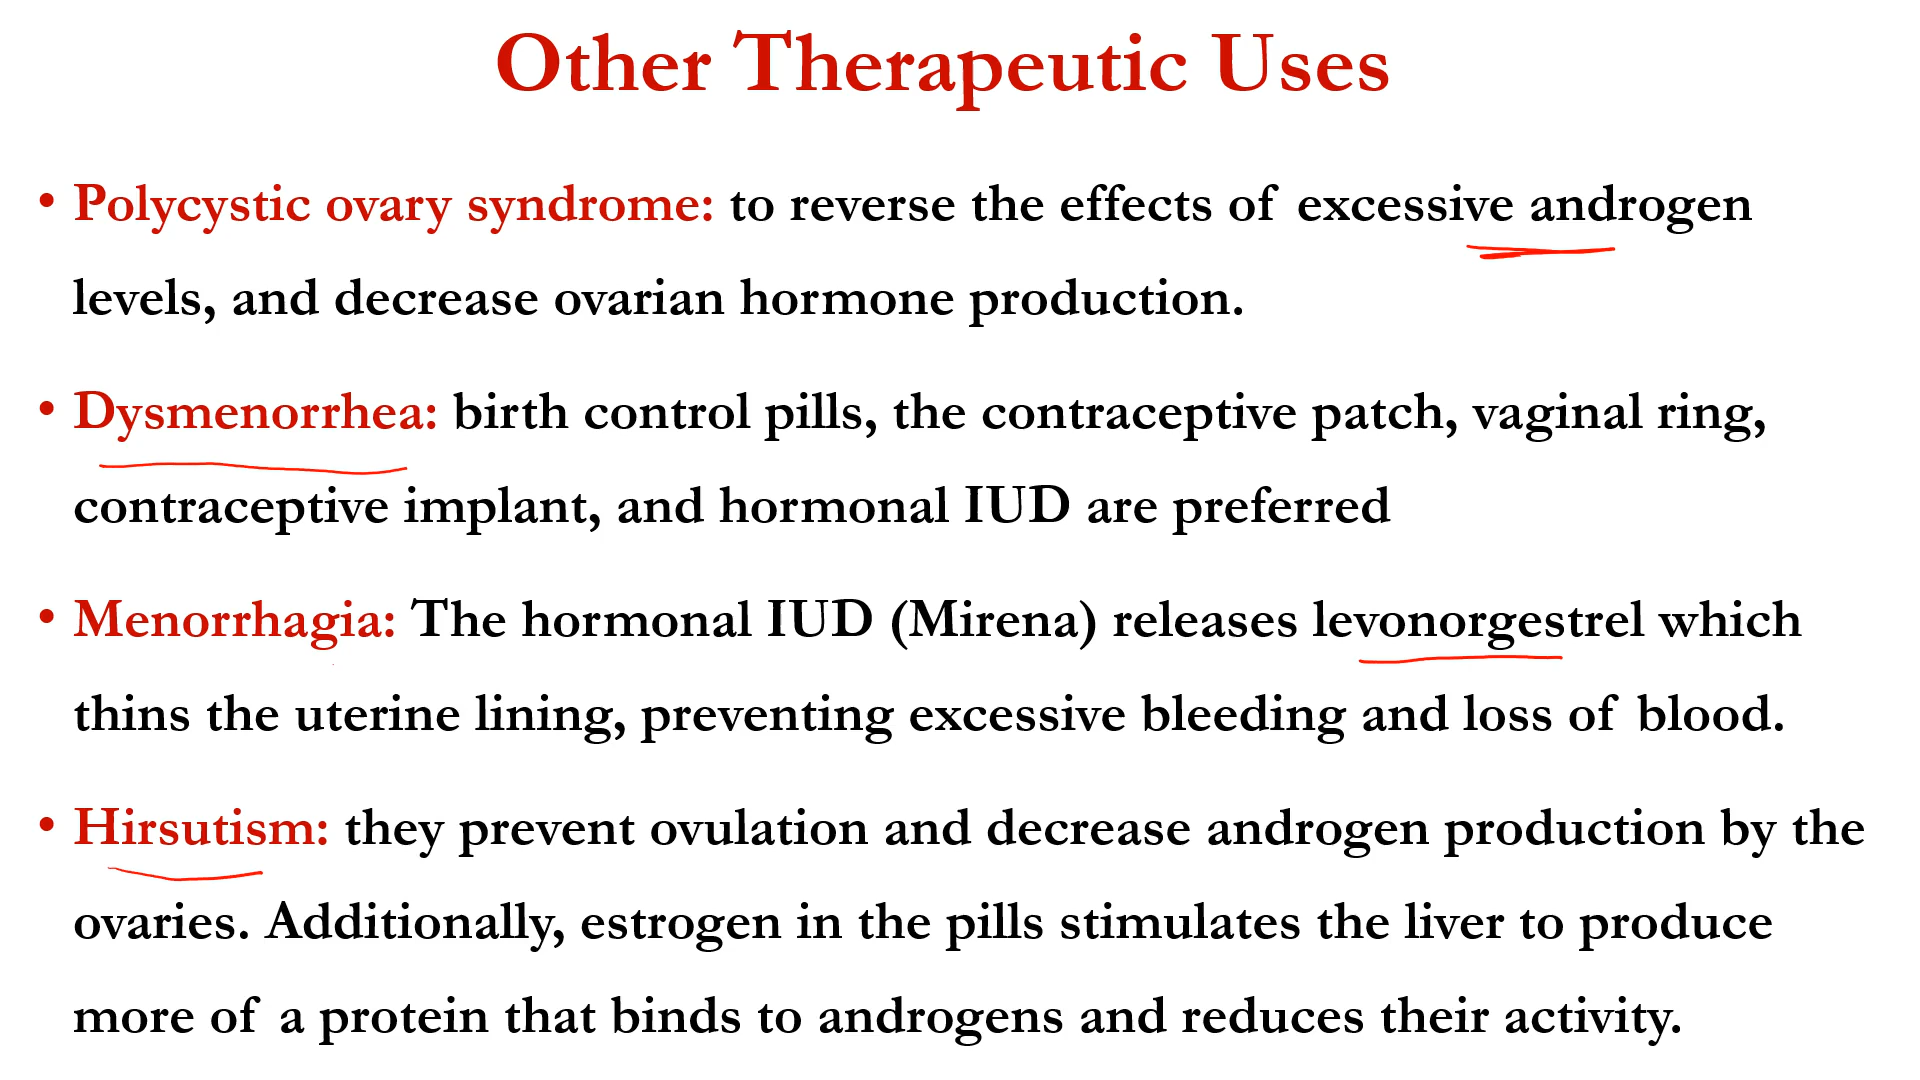 Other Therapeutic Uses
• Polycystic ovary syndrome: to reverse the effects of excessive androgen
levels, and decrease ovarian hormone production.
• Dysmenorrhea: birth control pills, the contraceptive patch, vaginal ring,
contraceptive implant, and hormonal IUD are preferred
• Menorrhagia: The hormonal IUD (Mirena) releases levonorgestrel which
thins the uterine lining, preventing excessive bleeding and loss of blood.
• Hirsutism: they prevent ovulation and decrease androgen production by the
ovaries. Additionally, estrogen in the pills stimulates the liver to produce
more of a protein that binds to androgens and reduces their activity.